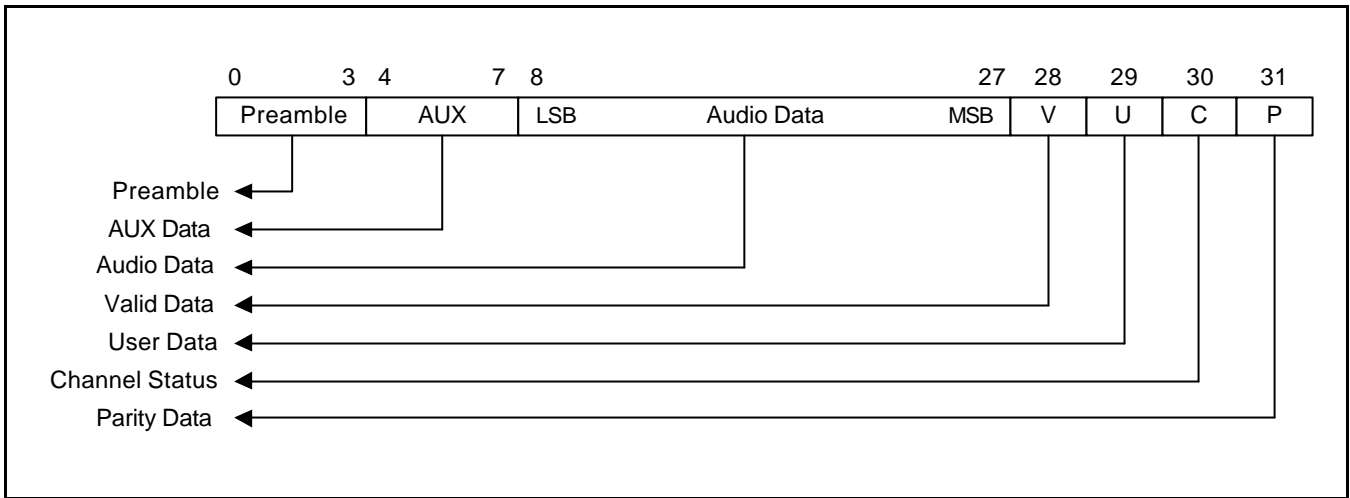 0 3 4 7 8 27 28 29 30 31
Preamble AUX LSB Audio Data MSB V U C P
Preamble
AUX Data
Audio Data
Valid Data
User Data
Channel Status
Parity Data